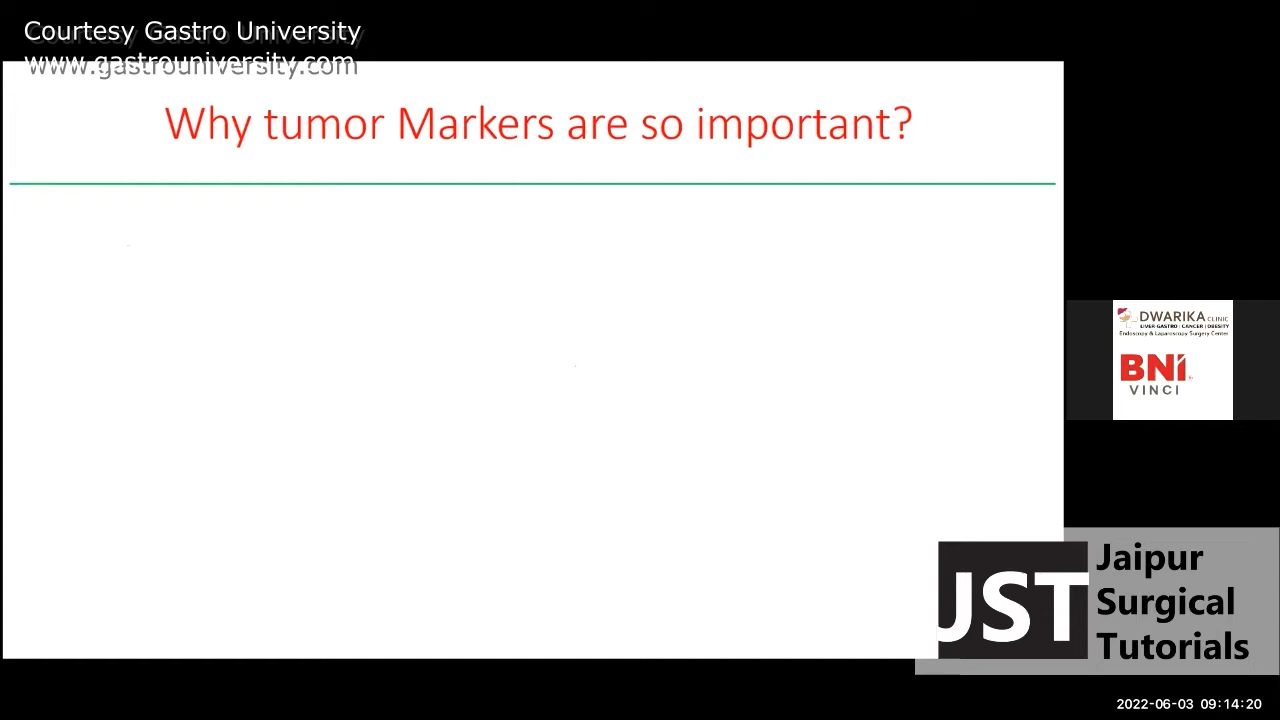 Courtesy Gastro University
www.gastrouniversity.com
Why tumor Markers are so important?
DWARIKA CLINIC
LIVER-GASTRO | CANCER | OBESITY
Endoscopy & Laparoscopy Surgery Center
BNI
VINCI
JST
Jaipur
Surgical
Tutorials
2022-06-03 09:14:20